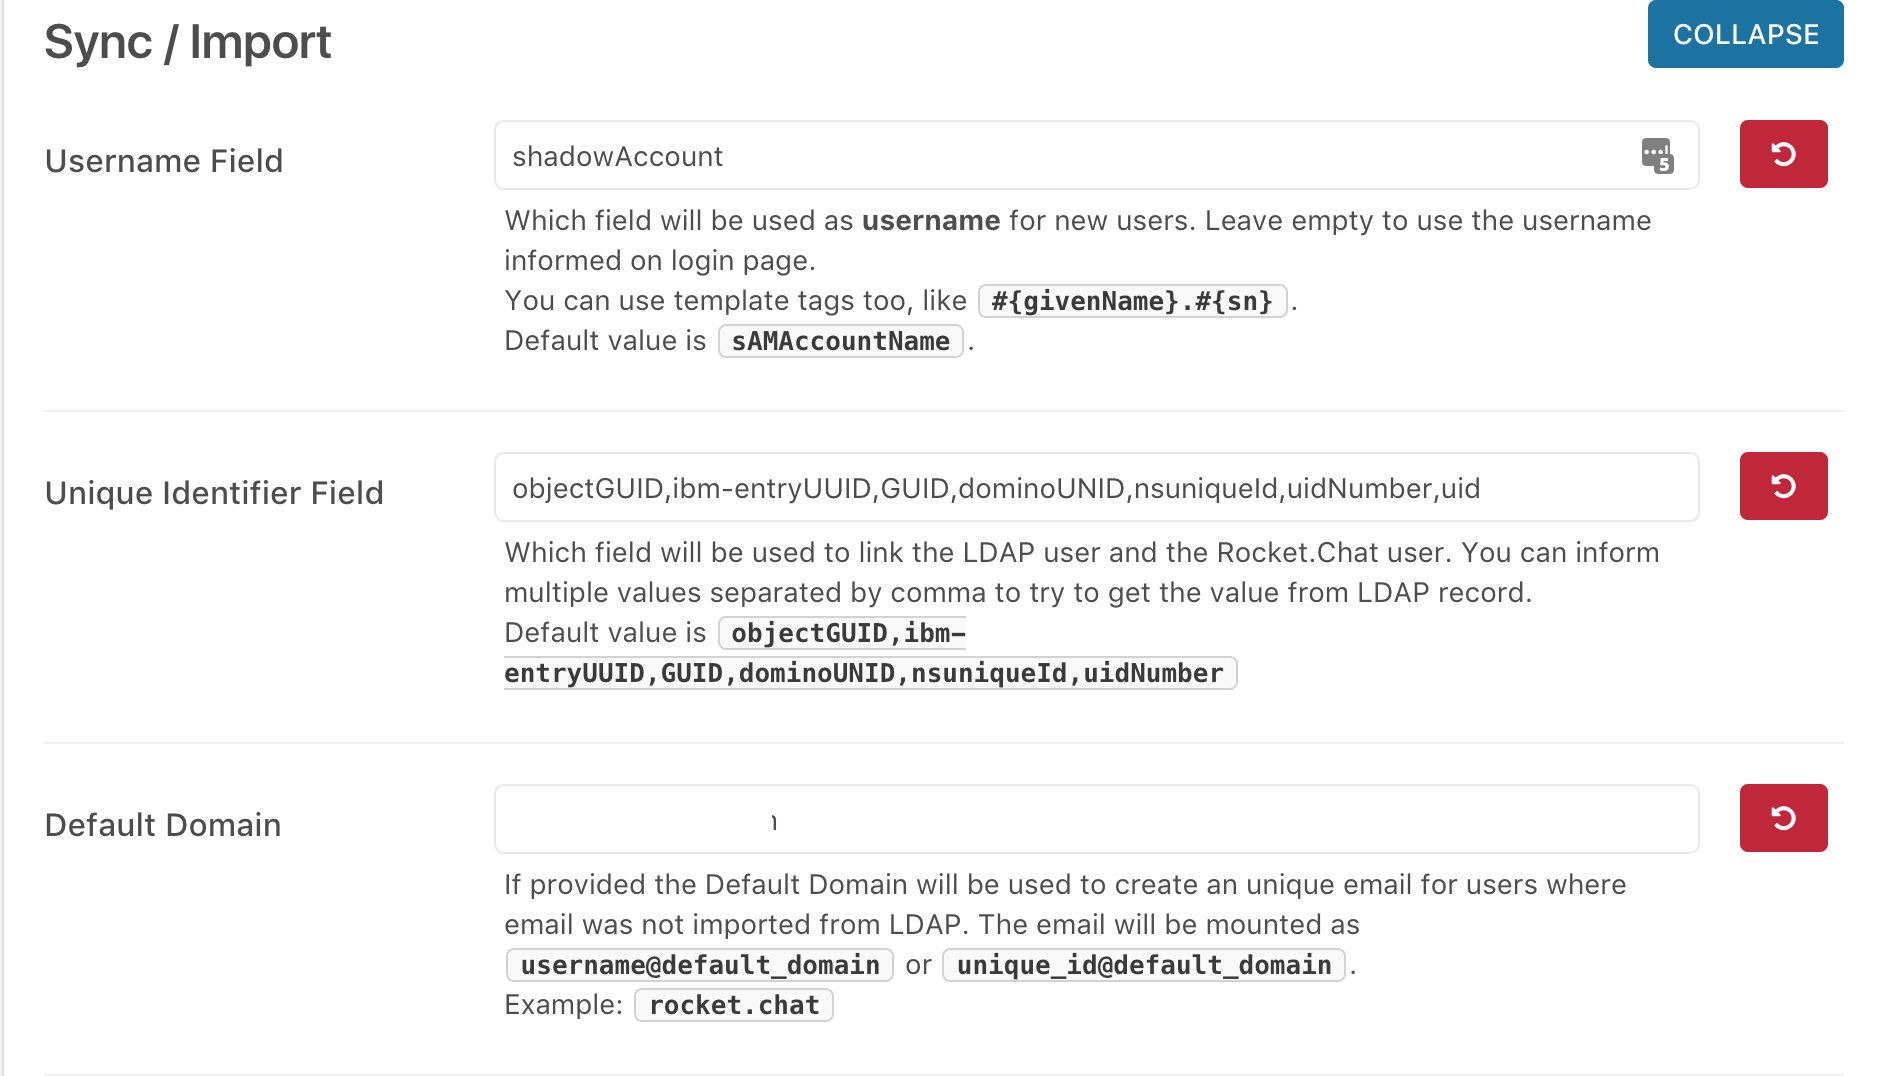 Sync / Import
COLLAPSE
Username Field
shadowAccount
5
Which field will be used as username for new users. Leave empty to use the username
informed on login page.
You can use template tags too, like #{givenName}.#{sn} .
Default value is sAMAccountName .
Unique Identifier Field
objectGUID,ibm-entryUUID,GUID,dominoUNID,nsuniqueId,uidNumber,uid
Which field will be used to link the LDAP user and the Rocket.Chat user. You can inform
multiple values separated by comma to try to get the value from LDAP record.
Default value is objectGUID,ibm-
entryUUID,GUID,dominoUNID,nsuniqueId,uidNumber
Default Domain
If provided the Default Domain will be used to create an unique email for users where
email was not imported from LDAP. The email will be mounted as
username@default_domain or unique_id@default_domain .
Example: rocket.chat